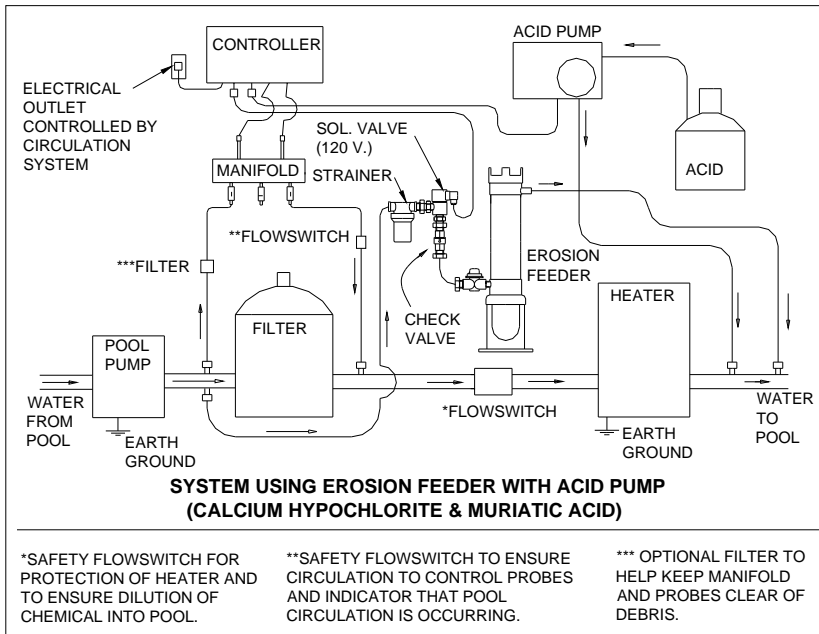 CONTROLLER
ACID PUMP
ELECTRICAL
OUTLET
CONTROLLED BY
CIRCULATION
SYSTEM
SOL. VALVE
(120 V.)
MANIFOLD
STRAINER
ACID
**FLOWSWITCH
***FILTER
EROSION
FEEDER
HEATER
CHECK
VALVE
FILTER
POOL
PUMP
*FLOWSWITCH
WATER
FROM
POOL
EARTH
GROUND
EARTH
GROUND
WATER
TO
POOL
SYSTEM USING EROSION FEEDER WITH ACID PUMP
(CALCIUM HYPOCHLORITE & MURIATIC ACID)
*SAFETY FLOWSWITCH FOR
PROTECTION OF HEATER AND
TO ENSURE DILUTION OF
CHEMICAL INTO POOL.
**SAFETY FLOWSWITCH TO ENSURE
CIRCULATION TO CONTROL PROBES
AND INDICATOR THAT POOL
CIRCULATION IS OCCURRING.
*** OPTIONAL FILTER TO
HELP KEEP MANIFOLD
AND PROBES CLEAR OF
DEBRIS.